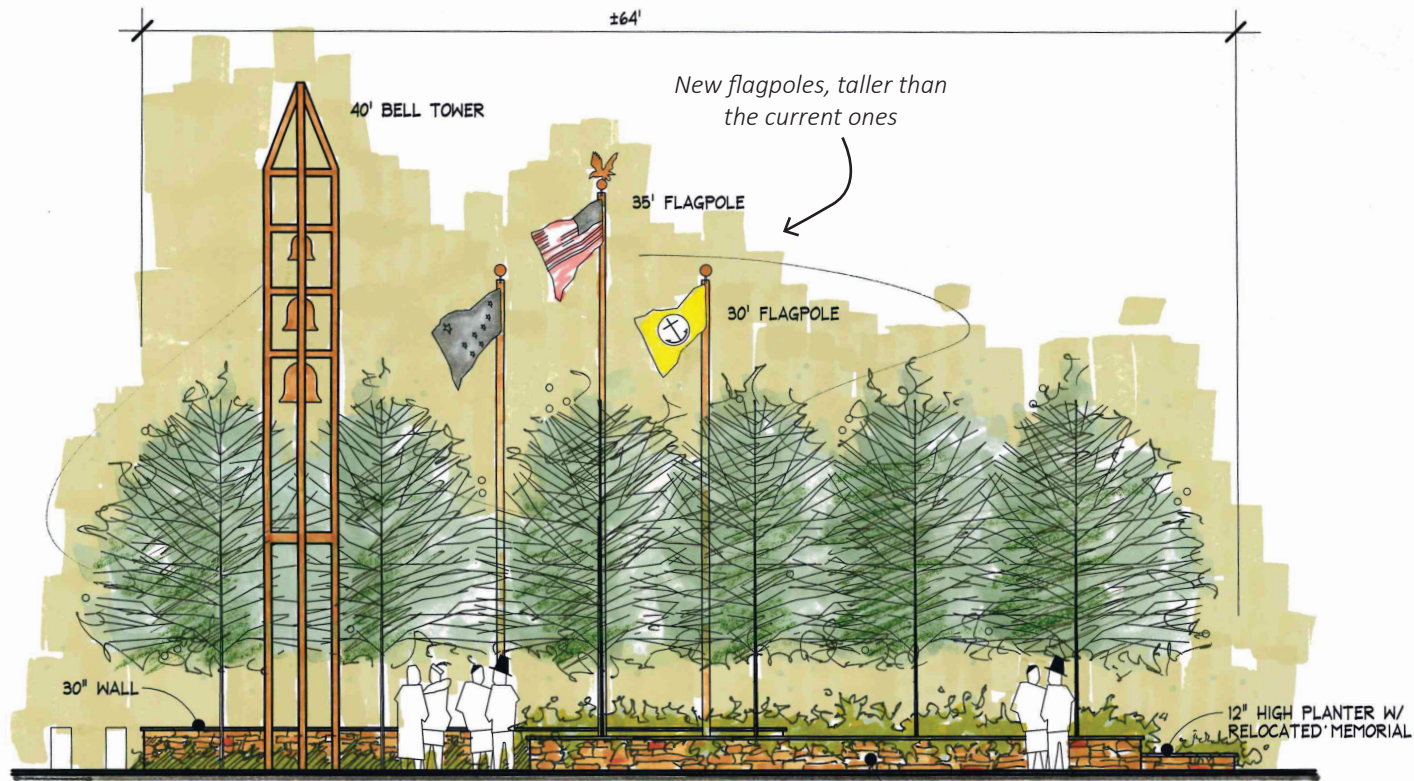 ±64'
40' BELL TOWER
New flagpoles, taller than
the current ones
35' FLAGPOLE
30' FLAGPOLE
30" WALL
12" HIGH PLANTER W/
RELOCATED MEMORIAL